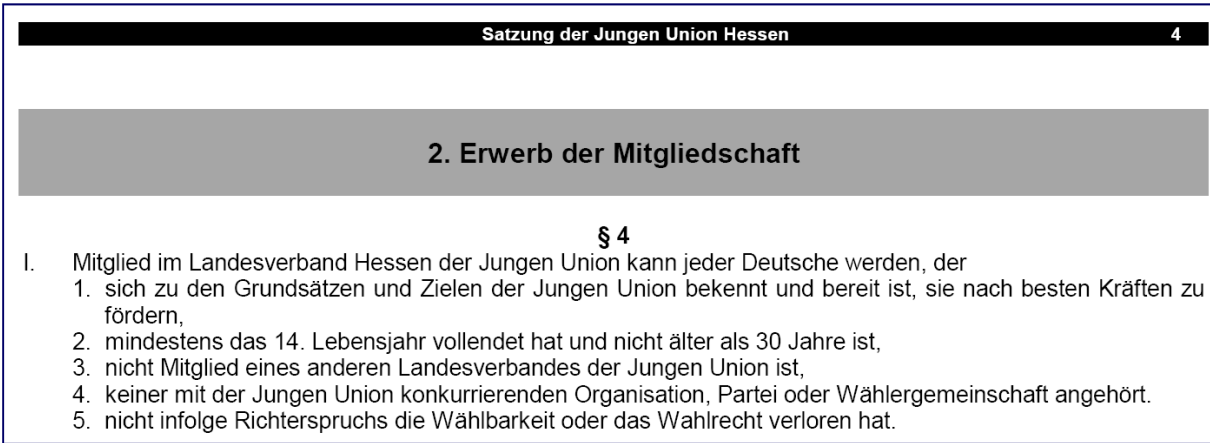 Satzung der Jungen Union Hessen 4
2. Erwerb der Mitgliedschaft
§ 4
I. Mitglied im Landesverband Hessen der Jungen Union kann jeder Deutsche werden, der
1. sich zu den Grundsätzen und Zielen der Jungen Union bekennt und bereit ist, sie nach besten Kräften zu
fördern,
2. mindestens das 14. Lebensjahr vollendet hat und nicht älter als 30 Jahre ist,
3. nicht Mitglied eines anderen Landesverbandes der Jungen Union ist,
4. keiner mit der Jungen Union konkurrierenden Organisation, Partei oder Wählergemeinschaft angehört.
5. nicht infolge Richterspruchs die Wählbarkeit oder das Wahlrecht verloren hat.